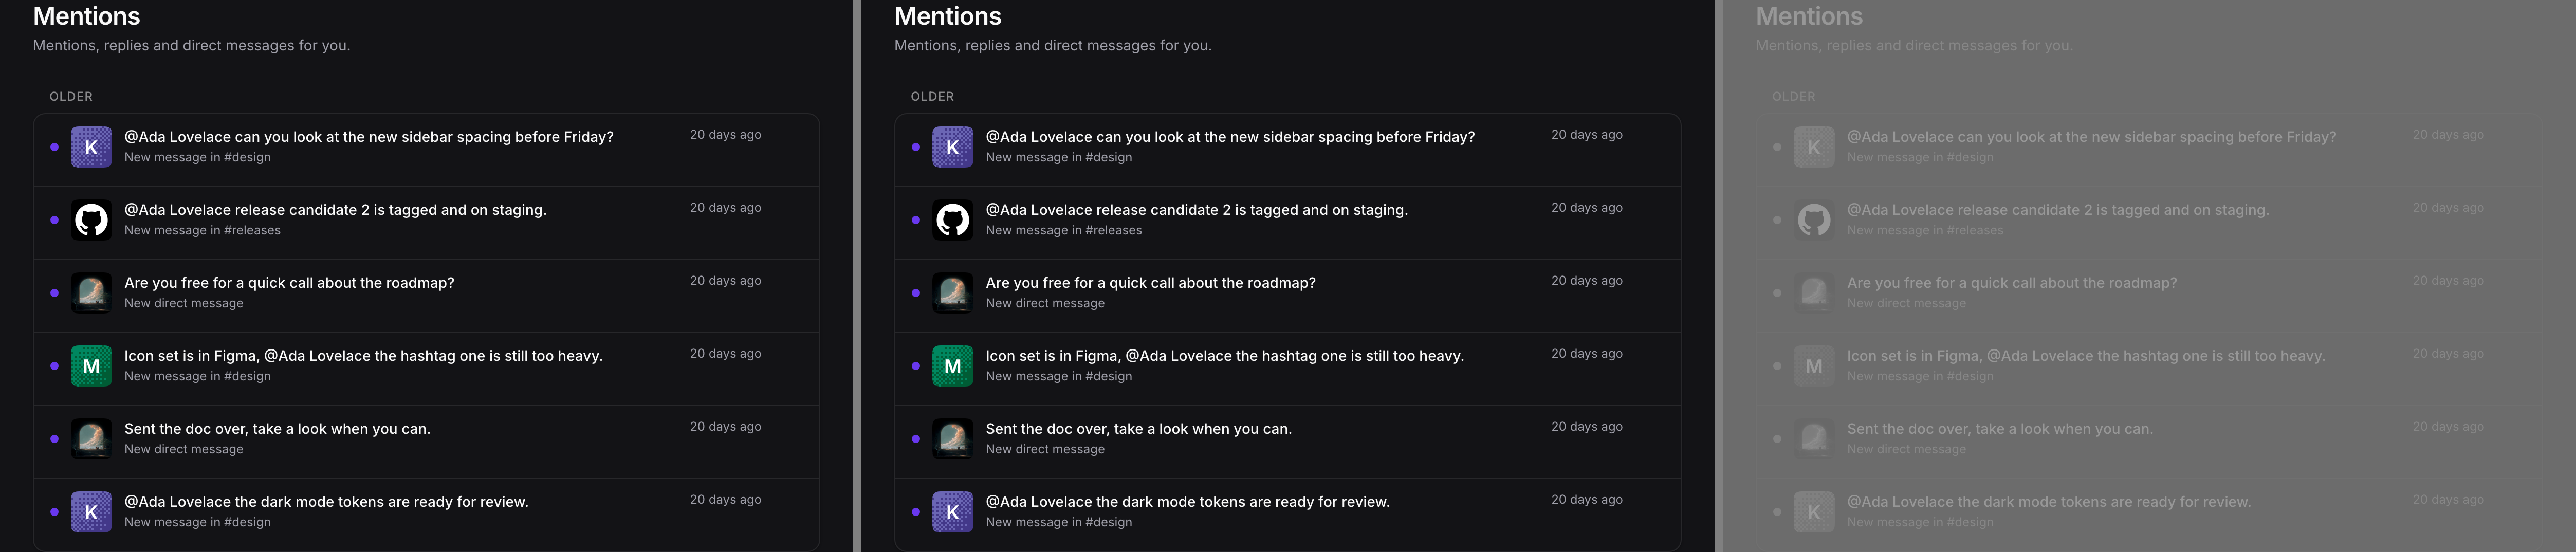 Mentions
Mentions, replies and direct messages for you.
OLDER
K
@Ada Lovelace can you look at the new sidebar spacing before Friday?
20 days ago
New message in #design
@Ada Lovelace release candidate 2 is tagged and on staging.
20 days ago
New message in #releases
Are you free for a quick call about the roadmap?
20 days ago
New direct message
M
Icon set is in Figma, @Ada Lovelace the hashtag one is still too heavy.
20 days ago
New message in #design
Sent the doc over, take a look when you can.
20 days ago
New direct message
K
@Ada Lovelace the dark mode tokens are ready for review.
20 days ago
New message in #design
Mentions
Mentions, replies and direct messages for you.
OLDER
K
@Ada Lovelace can you look at the new sidebar spacing before Friday?
20 days ago
New message in #design
@Ada Lovelace release candidate 2 is tagged and on staging.
20 days ago
New message in #releases
Are you free for a quick call about the roadmap?
20 days ago
New direct message
M
Icon set is in Figma, @Ada Lovelace the hashtag one is still too heavy.
20 days ago
New message in #design
Sent the doc over, take a look when you can.
20 days ago
New direct message
K
@Ada Lovelace the dark mode tokens are ready for review.
20 days ago
New message in #design
Mentions
Mentions, replies and direct messages for you.
OLDER
K
@Ada Lovelace can you look at the new sidebar spacing before Friday?
20 days ago
New message in #design
@Ada Lovelace release candidate 2 is tagged and on staging.
20 days ago
New message in #releases
Are you free for a quick call about the roadmap?
20 days ago
New direct message
M
Icon set is in Figma, @Ada Lovelace the hashtag one is still too heavy.
20 days ago
New message in #design
Sent the doc over, take a look when you can.
20 days ago
New direct message
K
@Ada Lovelace the dark mode tokens are ready for review.
20 days ago
New message in #design